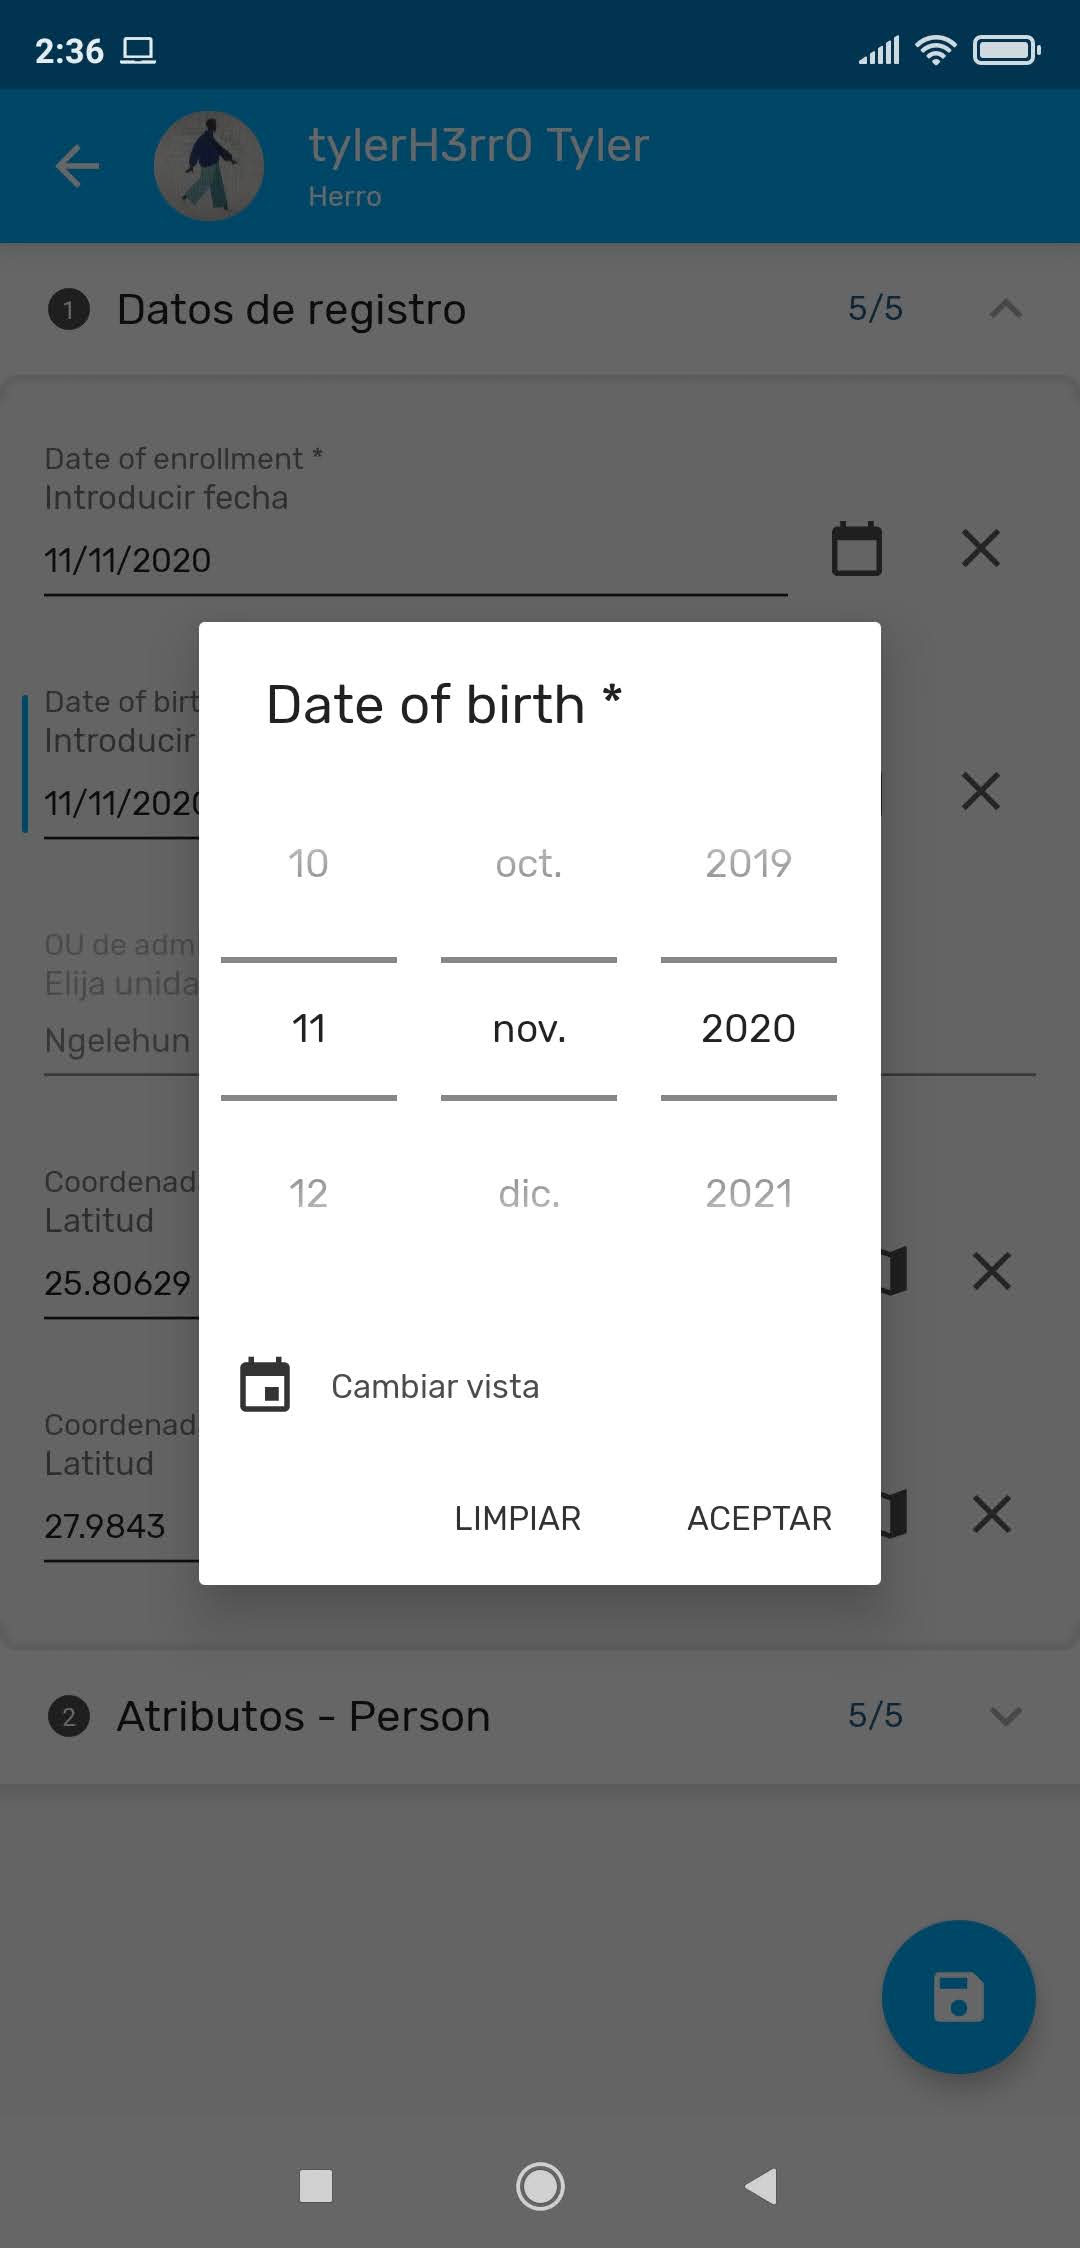 2:36
tylerH3rr0 Tyler
Herro
1 Datos de registro 5/5
Date of enrollment *
Introducir fecha
11/11/2020
Date of birt
Introducir
11/11/2020
Date of birth *
10 oct. 2019
11 nov. 2020
12 dic. 2021
Cambiar vista
LIMPIAR ACEPTAR
OU de adm
Elija unida
Ngelehun
Coordenad
Latitud
25.80629
Coordenad
Latitud
27.9843
2 Atributos - Person 5/5